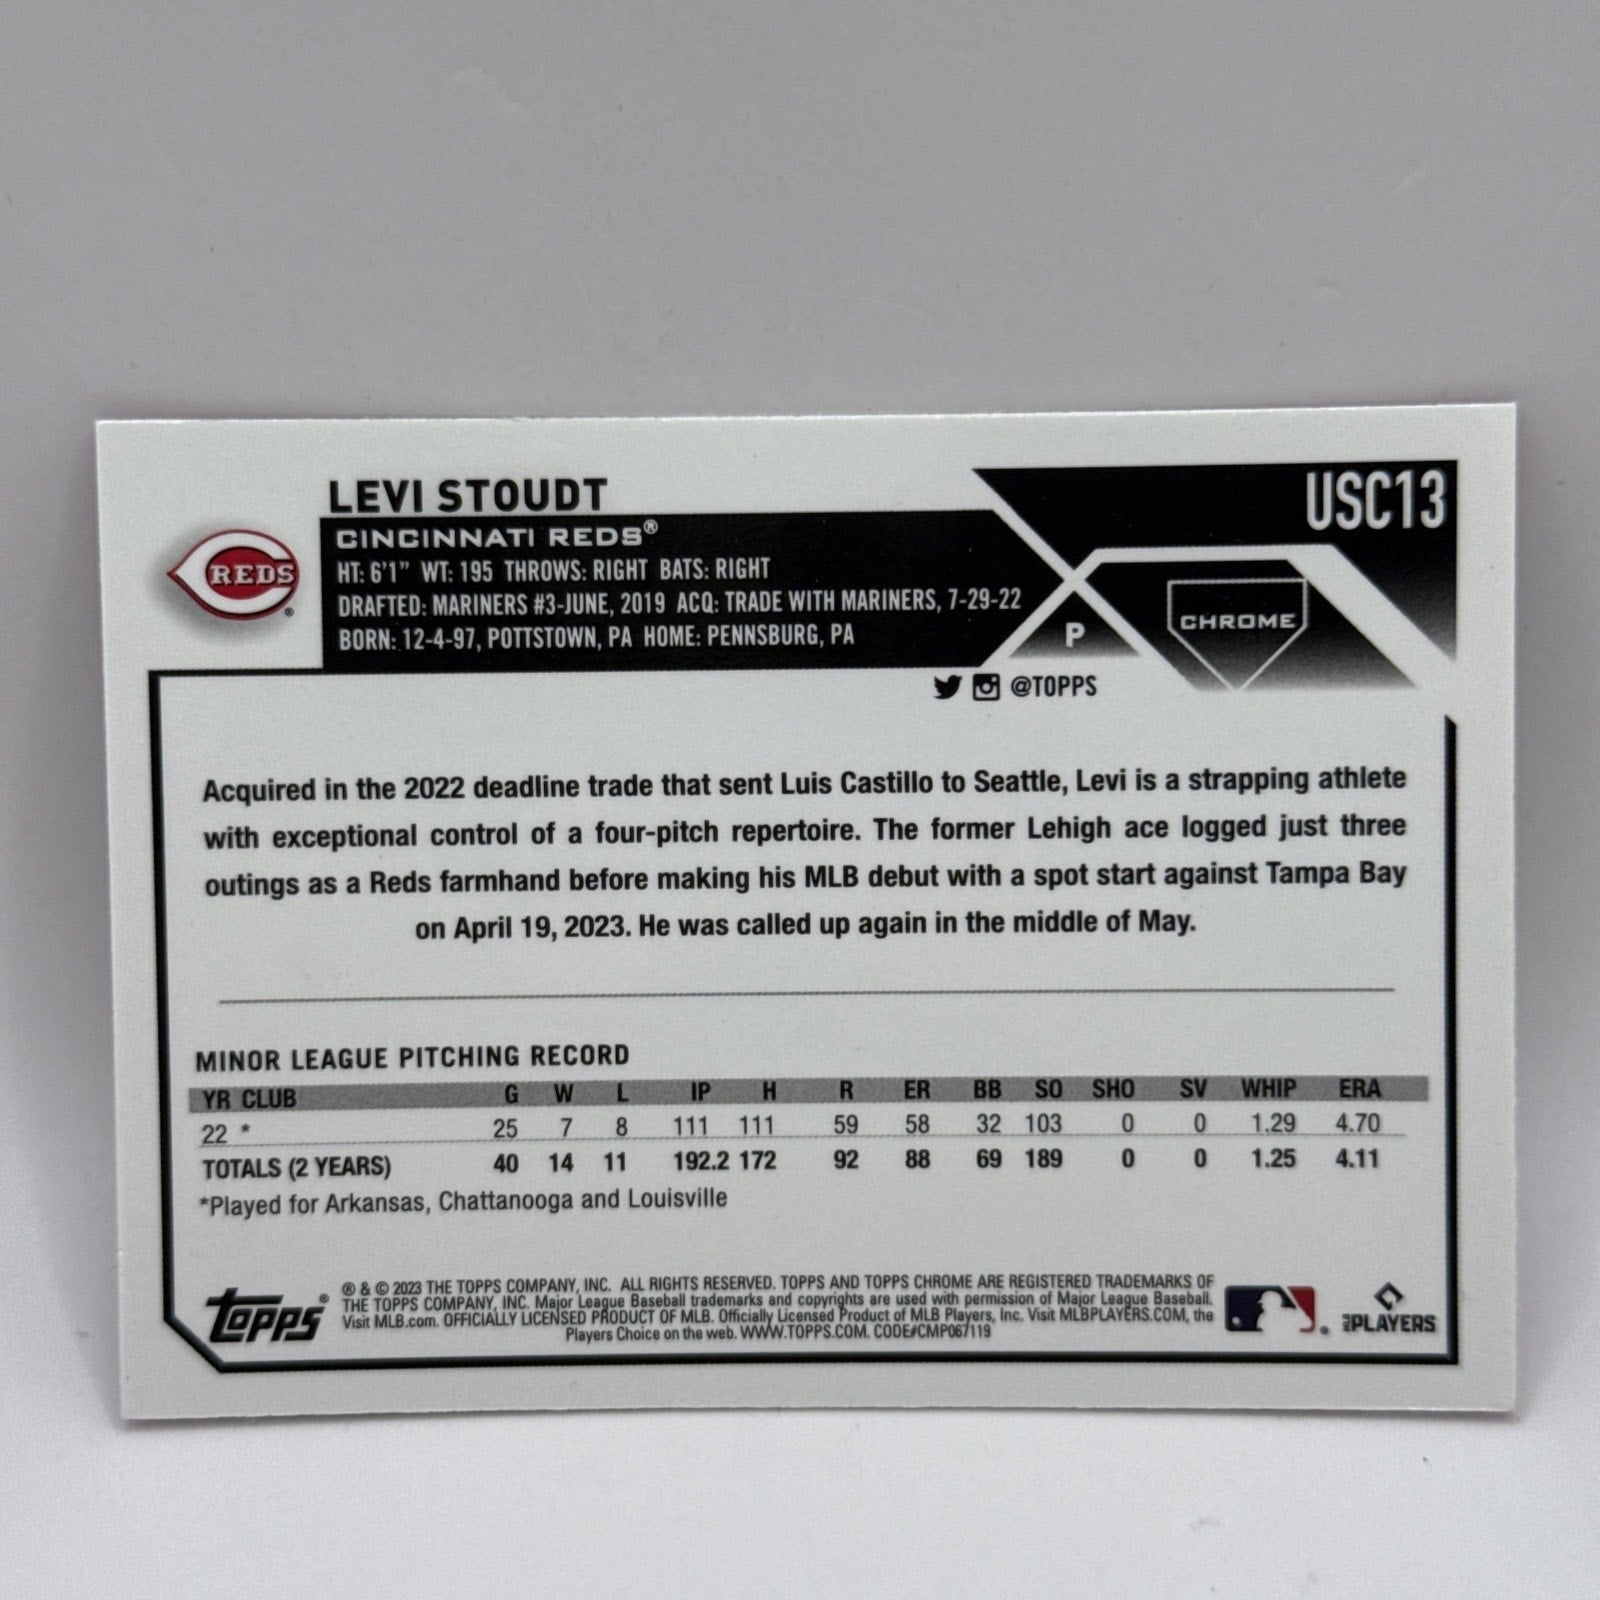 LEVI STOUDT
USC13
REDS®
CINCINNATI REDS®
HT: 6'1" WT: 195 THROWS: RIGHT BATS: RIGHT
DRAFTED: MARINERS #3-JUNE, 2019 ACQ: TRADE WITH MARINERS, 7-29-22
BORN: 12-4-97, POTTSTOWN, PA HOME: PENNSBURG, PA
P
CHROME
@TOPPS
Acquired in the 2022 deadline trade that sent Luis Castillo to Seattle, Levi is a strapping athlete
with exceptional control of a four-pitch repertoire. The former Lehigh ace logged just three
outings as a Reds farmhand before making his MLB debut with a spot start against Tampa Bay
on April 19, 2023. He was called up again in the middle of May.
MINOR LEAGUE PITCHING RECORD
YR CLUB G W L IP H R ER BB SO SHO SV WHIP ERA
22 * 25 7 8 111 111 59 58 32 103 0 0 1.29 4.70
TOTALS (2 YEARS) 40 14 11 192.2 172 92 88 69 189 0 0 1.25 4.11
*Played for Arkansas, Chattanooga and Louisville
topps®
® & © 2023 THE TOPPS COMPANY, INC. ALL RIGHTS RESERVED. TOPPS AND TOPPS CHROME ARE REGISTERED TRADEMARKS OF
THE TOPPS COMPANY, INC. Major League Baseball trademarks and copyrights are used with permission of Major League Baseball.
Visit MLB.com. OFFICIALLY LICENSED PRODUCT OF MLB. Officially Licensed Product of MLB Players, Inc. Visit MLBPLAYERS.COM, the
Players Choice on the web. WWW.TOPPS.COM. CODE#CMP067119
MLB PLAYERS